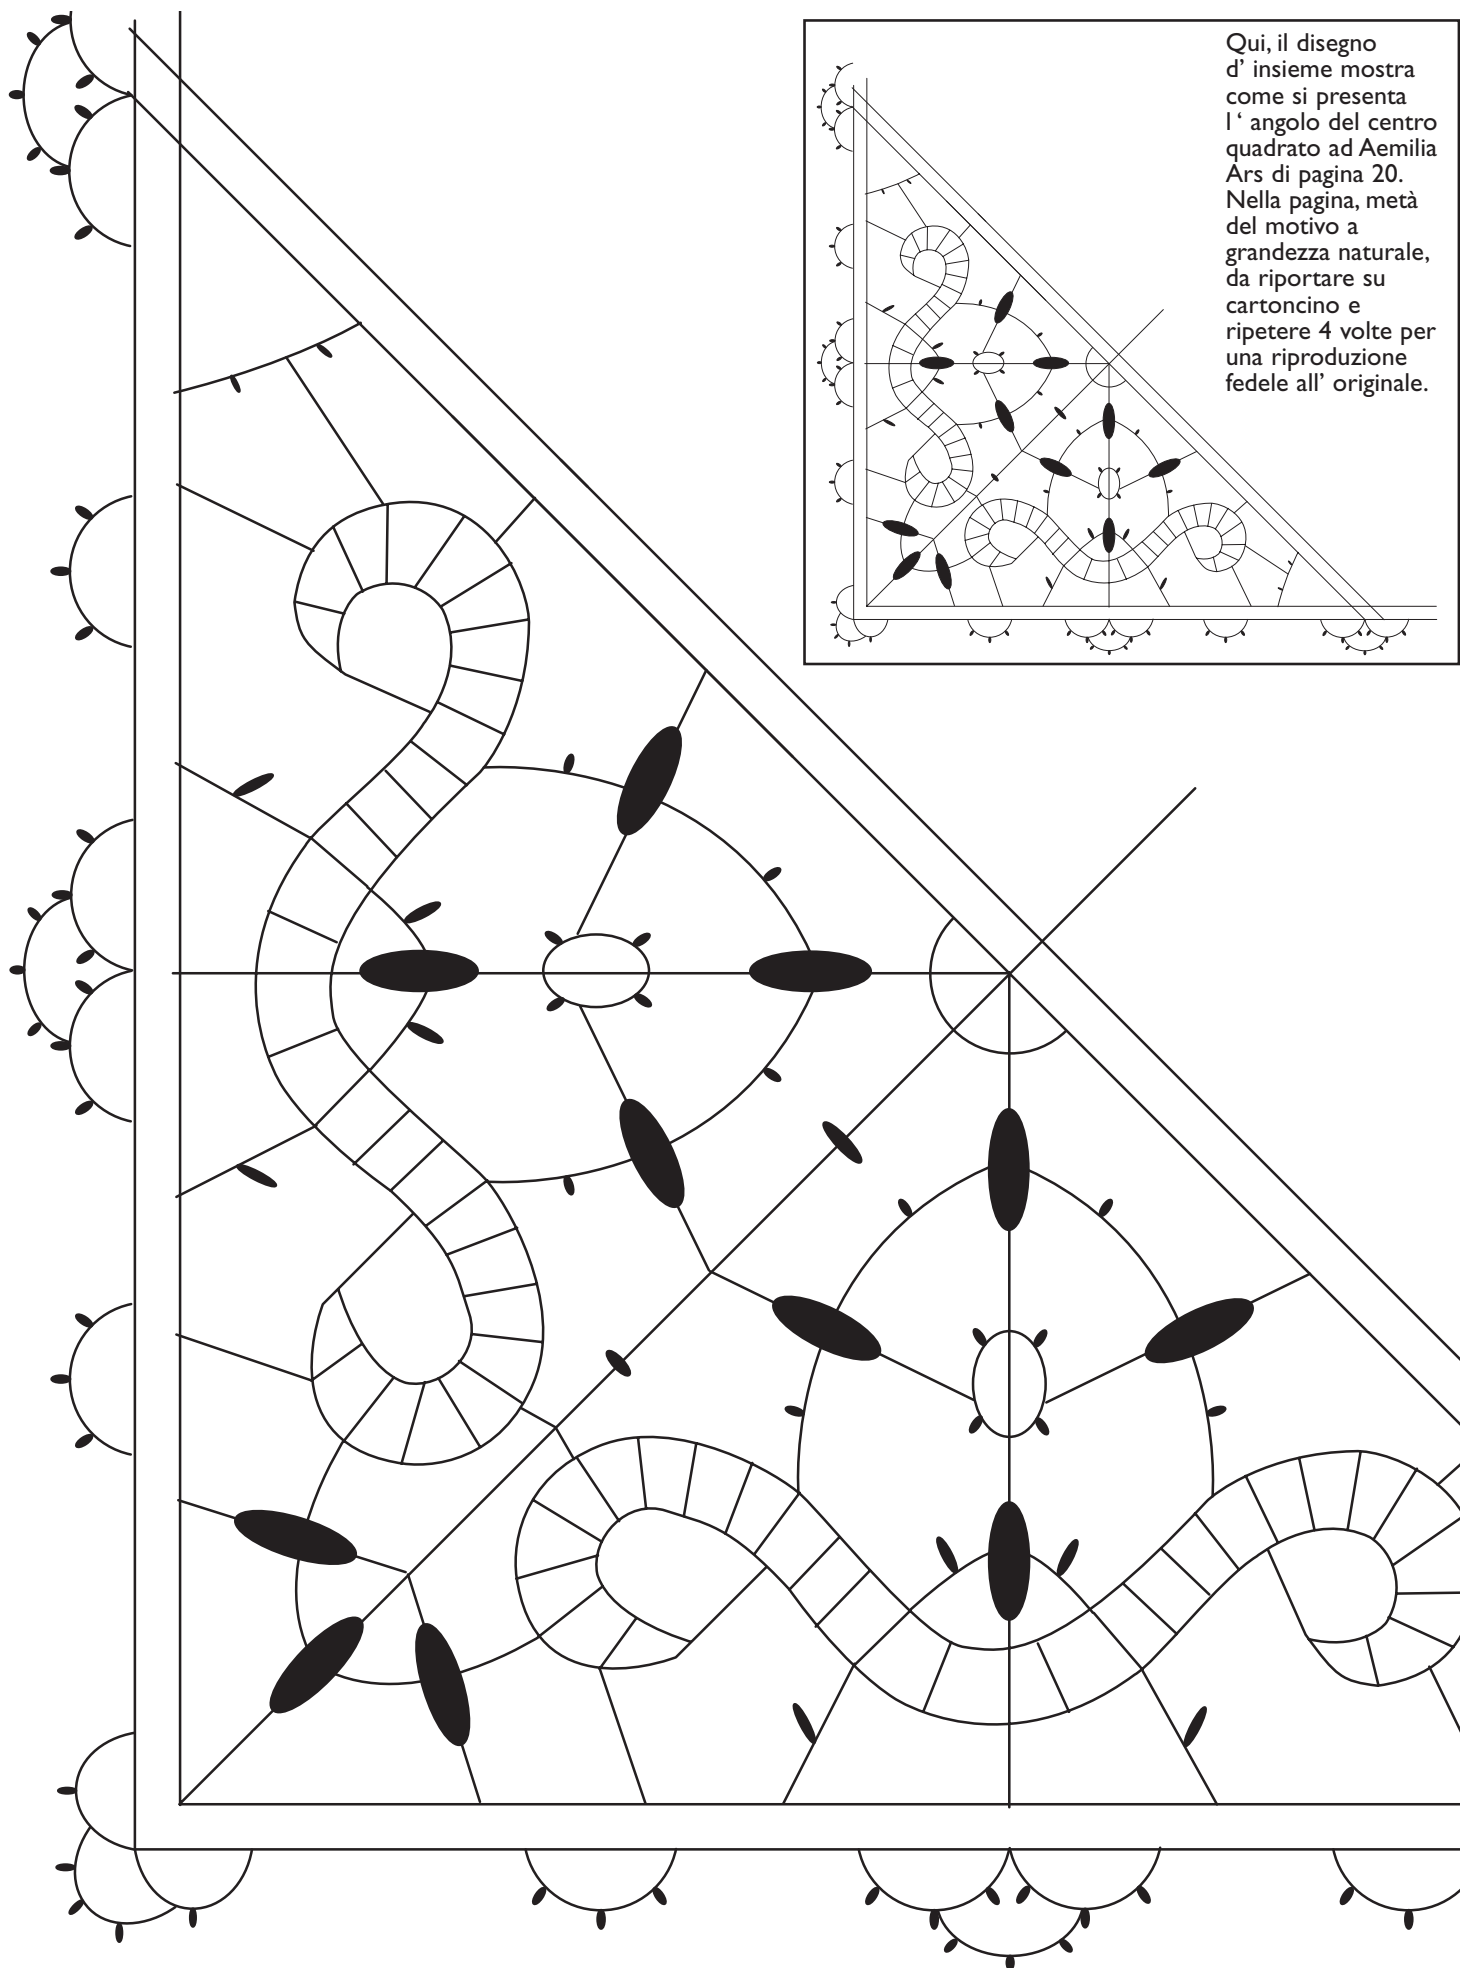 Qui, il disegno
d’ insieme mostra
come si presenta
l ‘ angolo del centro
quadrato ad Aemilia
Ars di pagina 20.
Nella pagina, metà
del motivo a
grandezza naturale,
da riportare su
cartoncino e
ripetere 4 volte per
una riproduzione
fedele all’ originale.